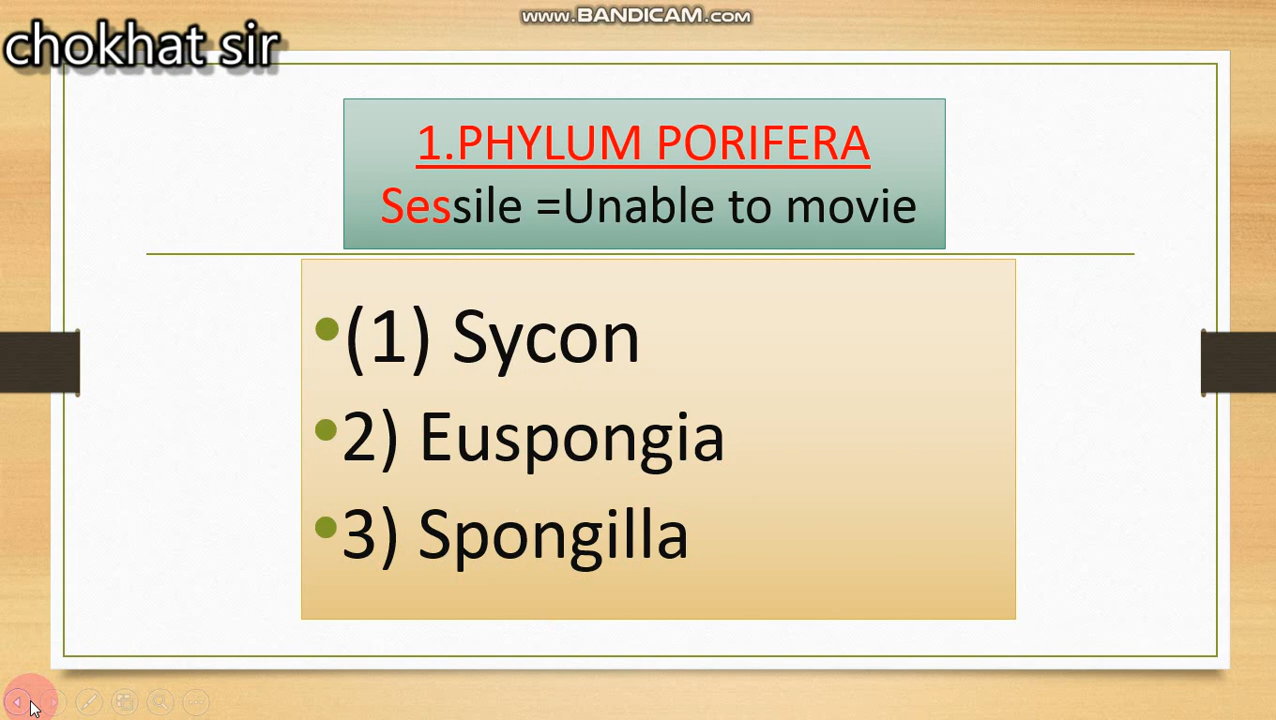 www.BANDICAM.com
chokhat sir
1.PHYLUM PORIFERA
Sessile =Unable to movie
•(1) Sycon
•2) Euspongia
•3) Spongilla